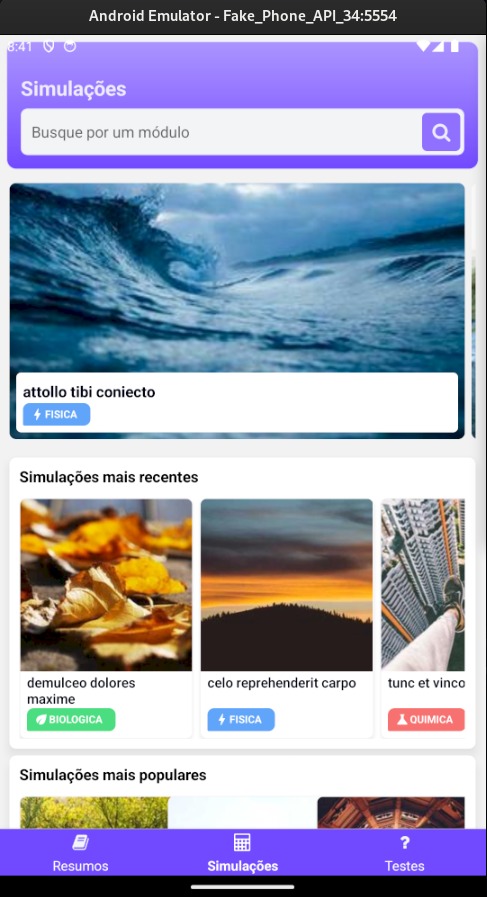 Android Emulator - Fake_Phone_API_34:5554
8:41
Simulações
Busque por um módulo
attollo tibi coniecto
FISICA
Simulações mais recentes
demulceo dolores
maxime
BIOLOGICA
celo reprehenderit carpo
FISICA
tunc et vinco
QUIMICA
Simulações mais populares
Resumos
Simulações
?
Testes